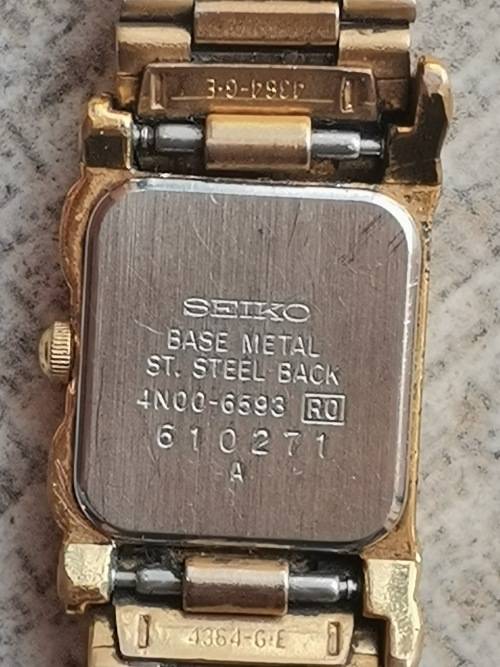 4364-G·E
SEIKO
BASE METAL
ST. STEEL BACK
4N00-6593 R0
610271
A
4364-G·E